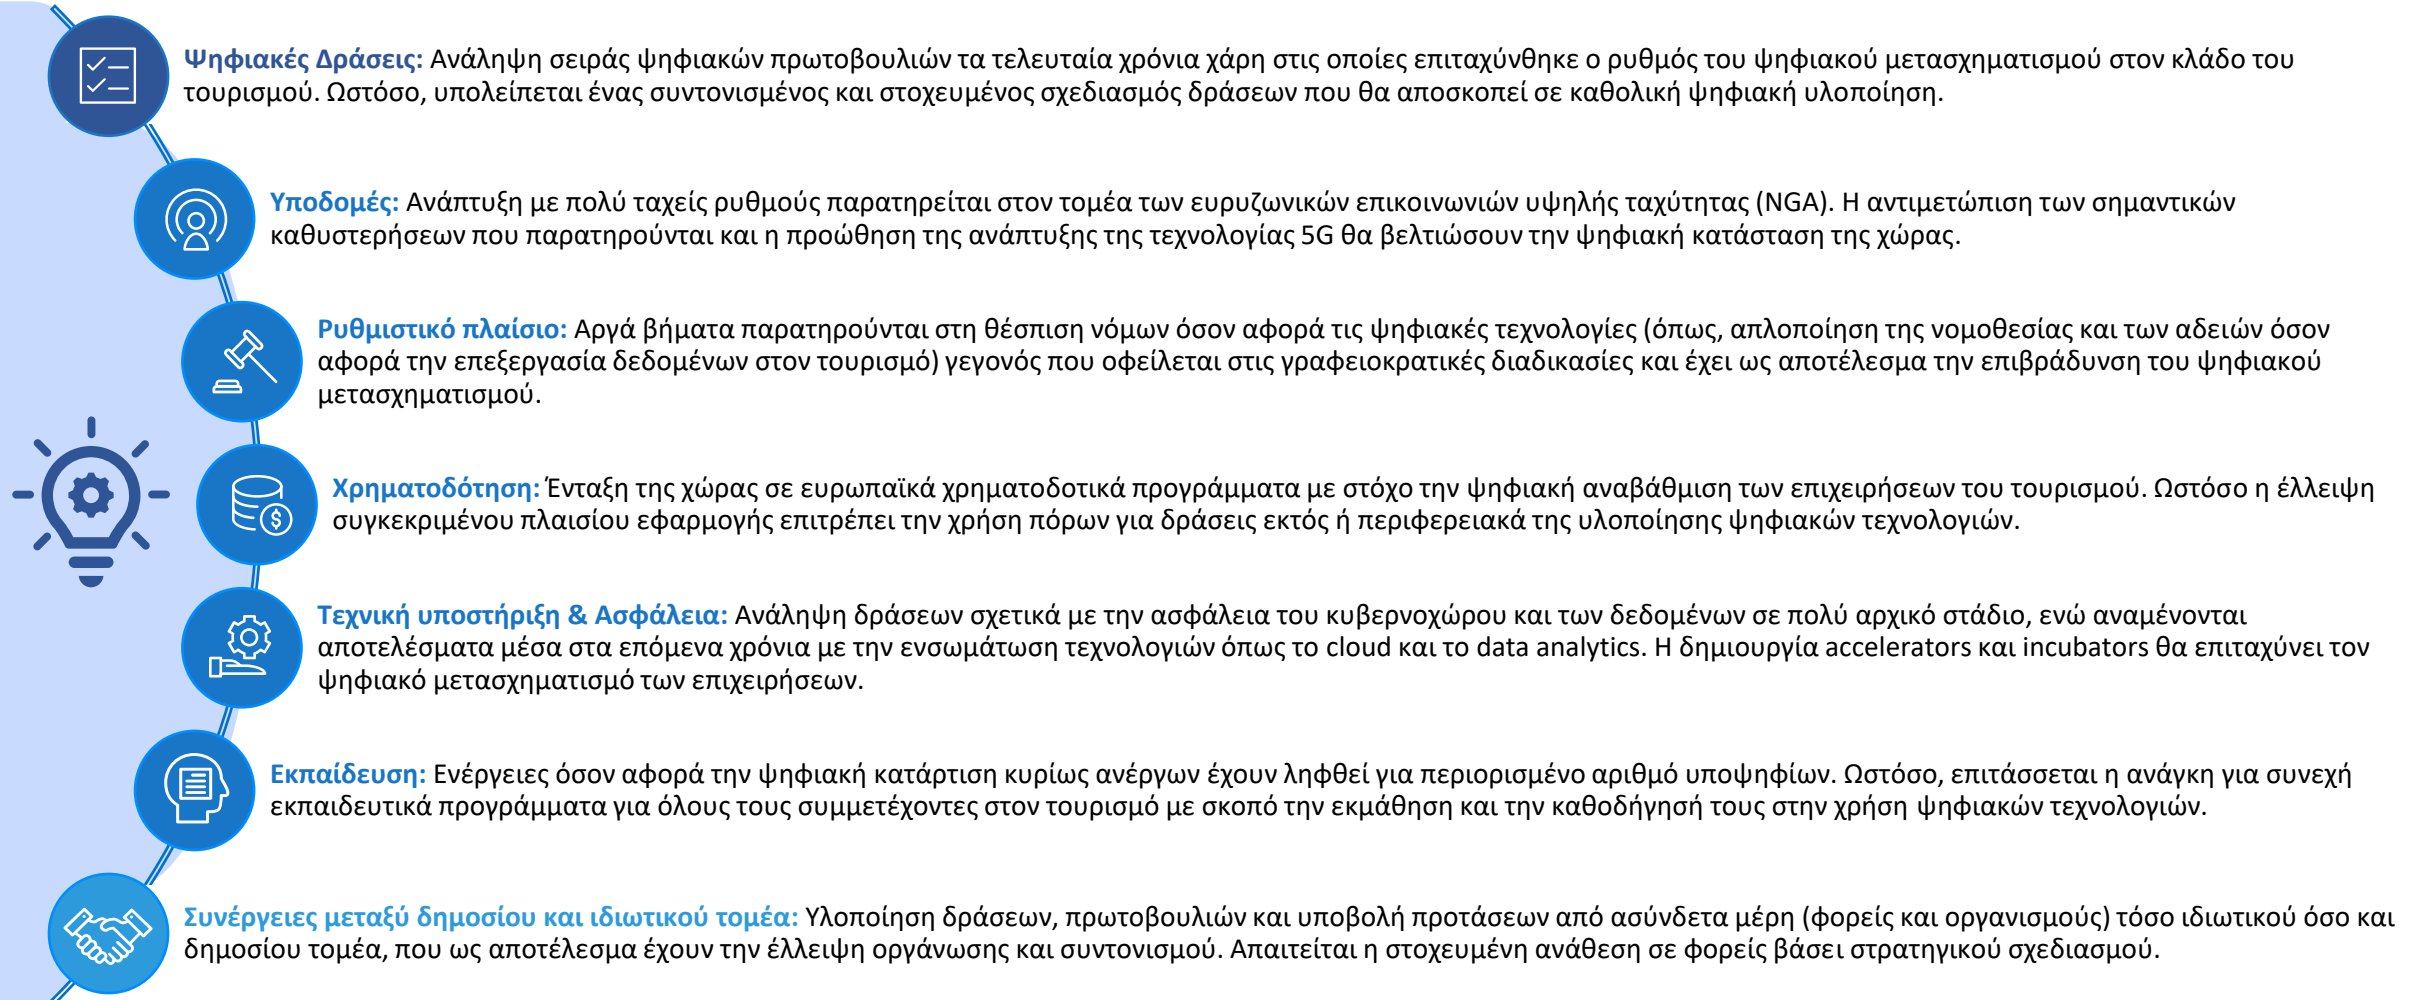 Ψηφιακές Δράσεις: Ανάληψη σειράς ψηφιακών πρωτοβουλιών τα τελευταία χρόνια χάρη στις οποίες επιταχύνθηκε ο ρυθμός του ψηφιακού μετασχηματισμού στον κλάδο του
τουρισμού. Ωστόσο, υπολείπεται ένας συντονισμένος και στοχευμένος σχεδιασμός δράσεων που θα αποσκοπεί σε καθολική ψηφιακή υλοποίηση.
Υποδομές: Ανάπτυξη με πολύ ταχείς ρυθμούς παρατηρείται στον τομέα των ευρυζωνικών επικοινωνιών υψηλής ταχύτητας (NGA). Η αντιμετώπιση των σημαντικών
καθυστερήσεων που παρατηρούνται και η προώθηση της ανάπτυξης της τεχνολογίας 5G θα βελτιώσουν την ψηφιακή κατάσταση της χώρας.
Ρυθμιστικό πλαίσιο: Αργά βήματα παρατηρούνται στη θέσπιση νόμων όσον αφορά τις ψηφιακές τεχνολογίες (όπως, απλοποίηση της νομοθεσίας και των αδειών όσον
αφορά την επεξεργασία δεδομένων στον τουρισμό) γεγονός που οφείλεται στις γραφειοκρατικές διαδικασίες και έχει ως αποτέλεσμα την επιβράδυνση του ψηφιακού
μετασχηματισμού.
Χρηματοδότηση: Ένταξη της χώρας σε ευρωπαϊκά χρηματοδοτικά προγράμματα με στόχο την ψηφιακή αναβάθμιση των επιχειρήσεων του τουρισμού. Ωστόσο η έλλειψη
συγκεκριμένου πλαισίου εφαρμογής επιτρέπει την χρήση πόρων για δράσεις εκτός ή περιφερειακά της υλοποίησης ψηφιακών τεχνολογιών.
Τεχνική υποστήριξη & Ασφάλεια: Ανάληψη δράσεων σχετικά με την ασφάλεια του κυβερνοχώρου και των δεδομένων σε πολύ αρχικό στάδιο, ενώ αναμένονται
αποτελέσματα μέσα στα επόμενα χρόνια με την ενσωμάτωση τεχνολογιών όπως το cloud και το data analytics. Η δημιουργία accelerators και incubators θα επιταχύνει τον
ψηφιακό μετασχηματισμό των επιχειρήσεων.
Εκπαίδευση: Ενέργειες όσον αφορά την ψηφιακή κατάρτιση κυρίως ανέργων έχουν ληφθεί για περιορισμένο αριθμό υποψηφίων. Ωστόσο, επιτάσσεται η ανάγκη για συνεχή
εκπαιδευτικά προγράμματα για όλους τους συμμετέχοντες στον τουρισμό με σκοπό την εκμάθηση και την καθοδήγησή τους στην χρήση ψηφιακών τεχνολογιών.
Συνέργειες μεταξύ δημοσίου και ιδιωτικού τομέα: Υλοποίηση δράσεων, πρωτοβουλιών και υποβολή προτάσεων από ασύνδετα μέρη (φορείς και οργανισμούς) τόσο ιδιωτικού όσο και
δημοσίου τομέα, που ως αποτέλεσμα έχουν την έλλειψη οργάνωσης και συντονισμού. Απαιτείται η στοχευμένη ανάθεση σε φορείς βάσει στρατηγικού σχεδιασμού.